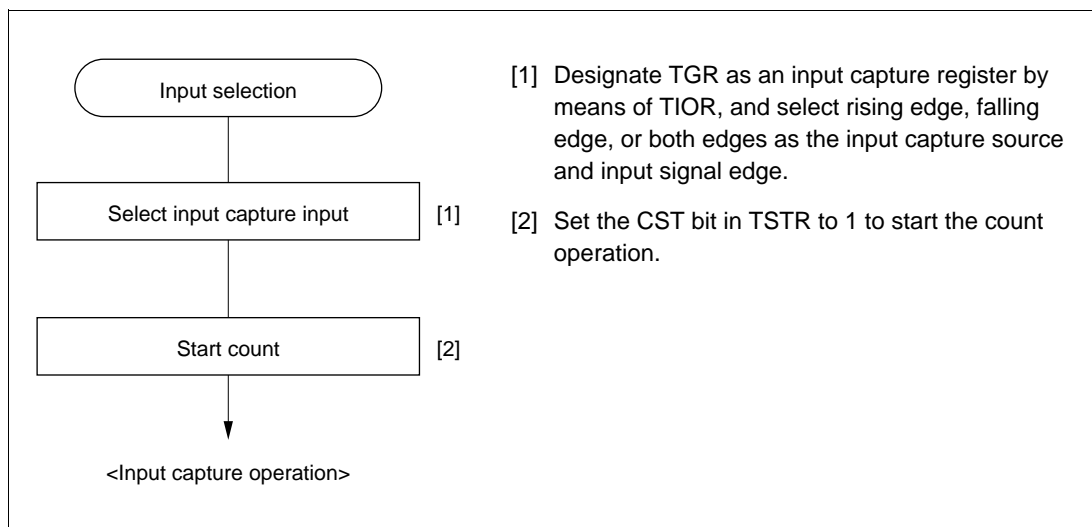 Input selection
Select input capture input
[1]
Start count
[2]
<Input capture operation>
[1] Designate TGR as an input capture register by
means of TIOR, and select rising edge, falling
edge, or both edges as the input capture source
and input signal edge.
[2] Set the CST bit in TSTR to 1 to start the count
operation.